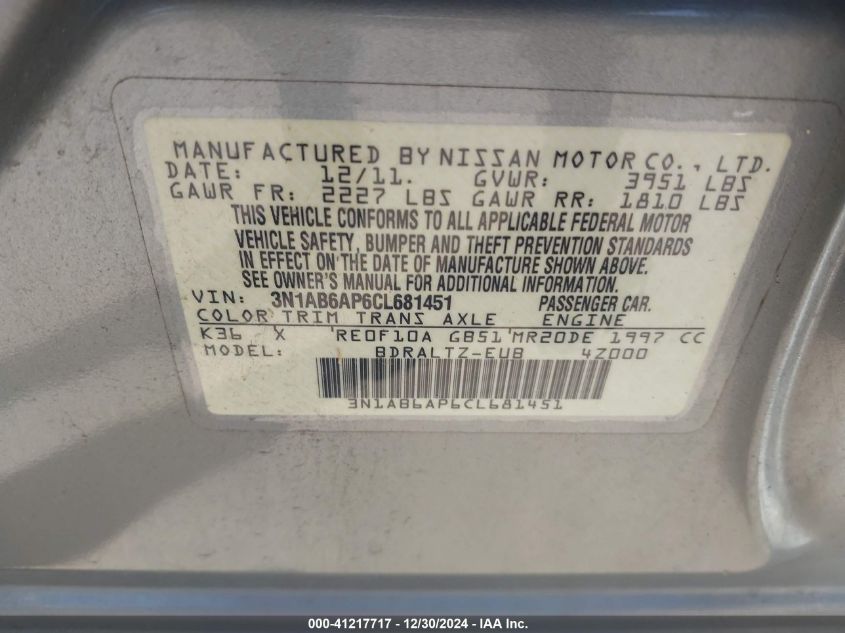 MANUFACTURED BY NISSAN MOTOR CO., LTD.
DATE: 12/11. GVWR: 3951 LBS
GAWR FR: 2227 LBS GAWR RR: 1810 LBS
THIS VEHICLE CONFORMS TO ALL APPLICABLE FEDERAL MOTOR
VEHICLE SAFETY, BUMPER AND THEFT PREVENTION STANDARDS
IN EFFECT ON THE DATE OF MANUFACTURE SHOWN ABOVE.
SEE OWNER'S MANUAL FOR ADDITIONAL INFORMATION.
VIN: 3N1AB6AP6CL681451 PASSENGER CAR.
COLOR TRIM TRANS AXLE ENGINE
K36 X RE0F10A GB51 MR20DE 1997 CC
MODEL: BDRALTZ-EUB 4Z000
3N1AB6AP6CL681451
000-41217717 - 12/30/2024 - IAA Inc.